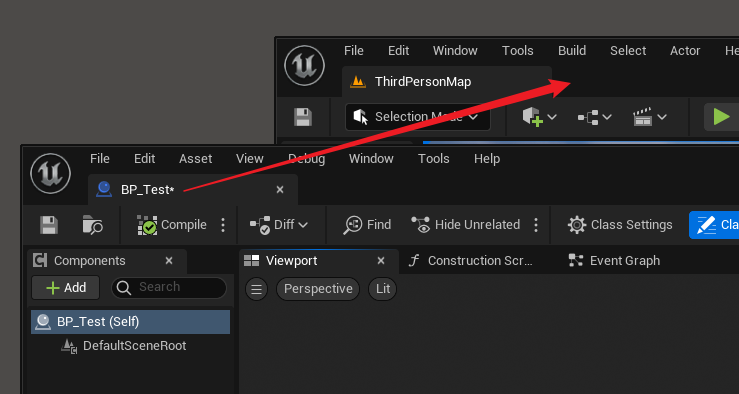 File Edit Window Tools Build Select Actor He
ThirdPersonMap
Selection Mode
File Edit Asset View Debug Window Tools Help
BP_Test*
Compile Diff Find Hide Unrelated Class Settings Cla
Components Viewport Construction Scr... Event Graph
Add Search Perspective Lit
BP_Test (Self)
DefaultSceneRoot